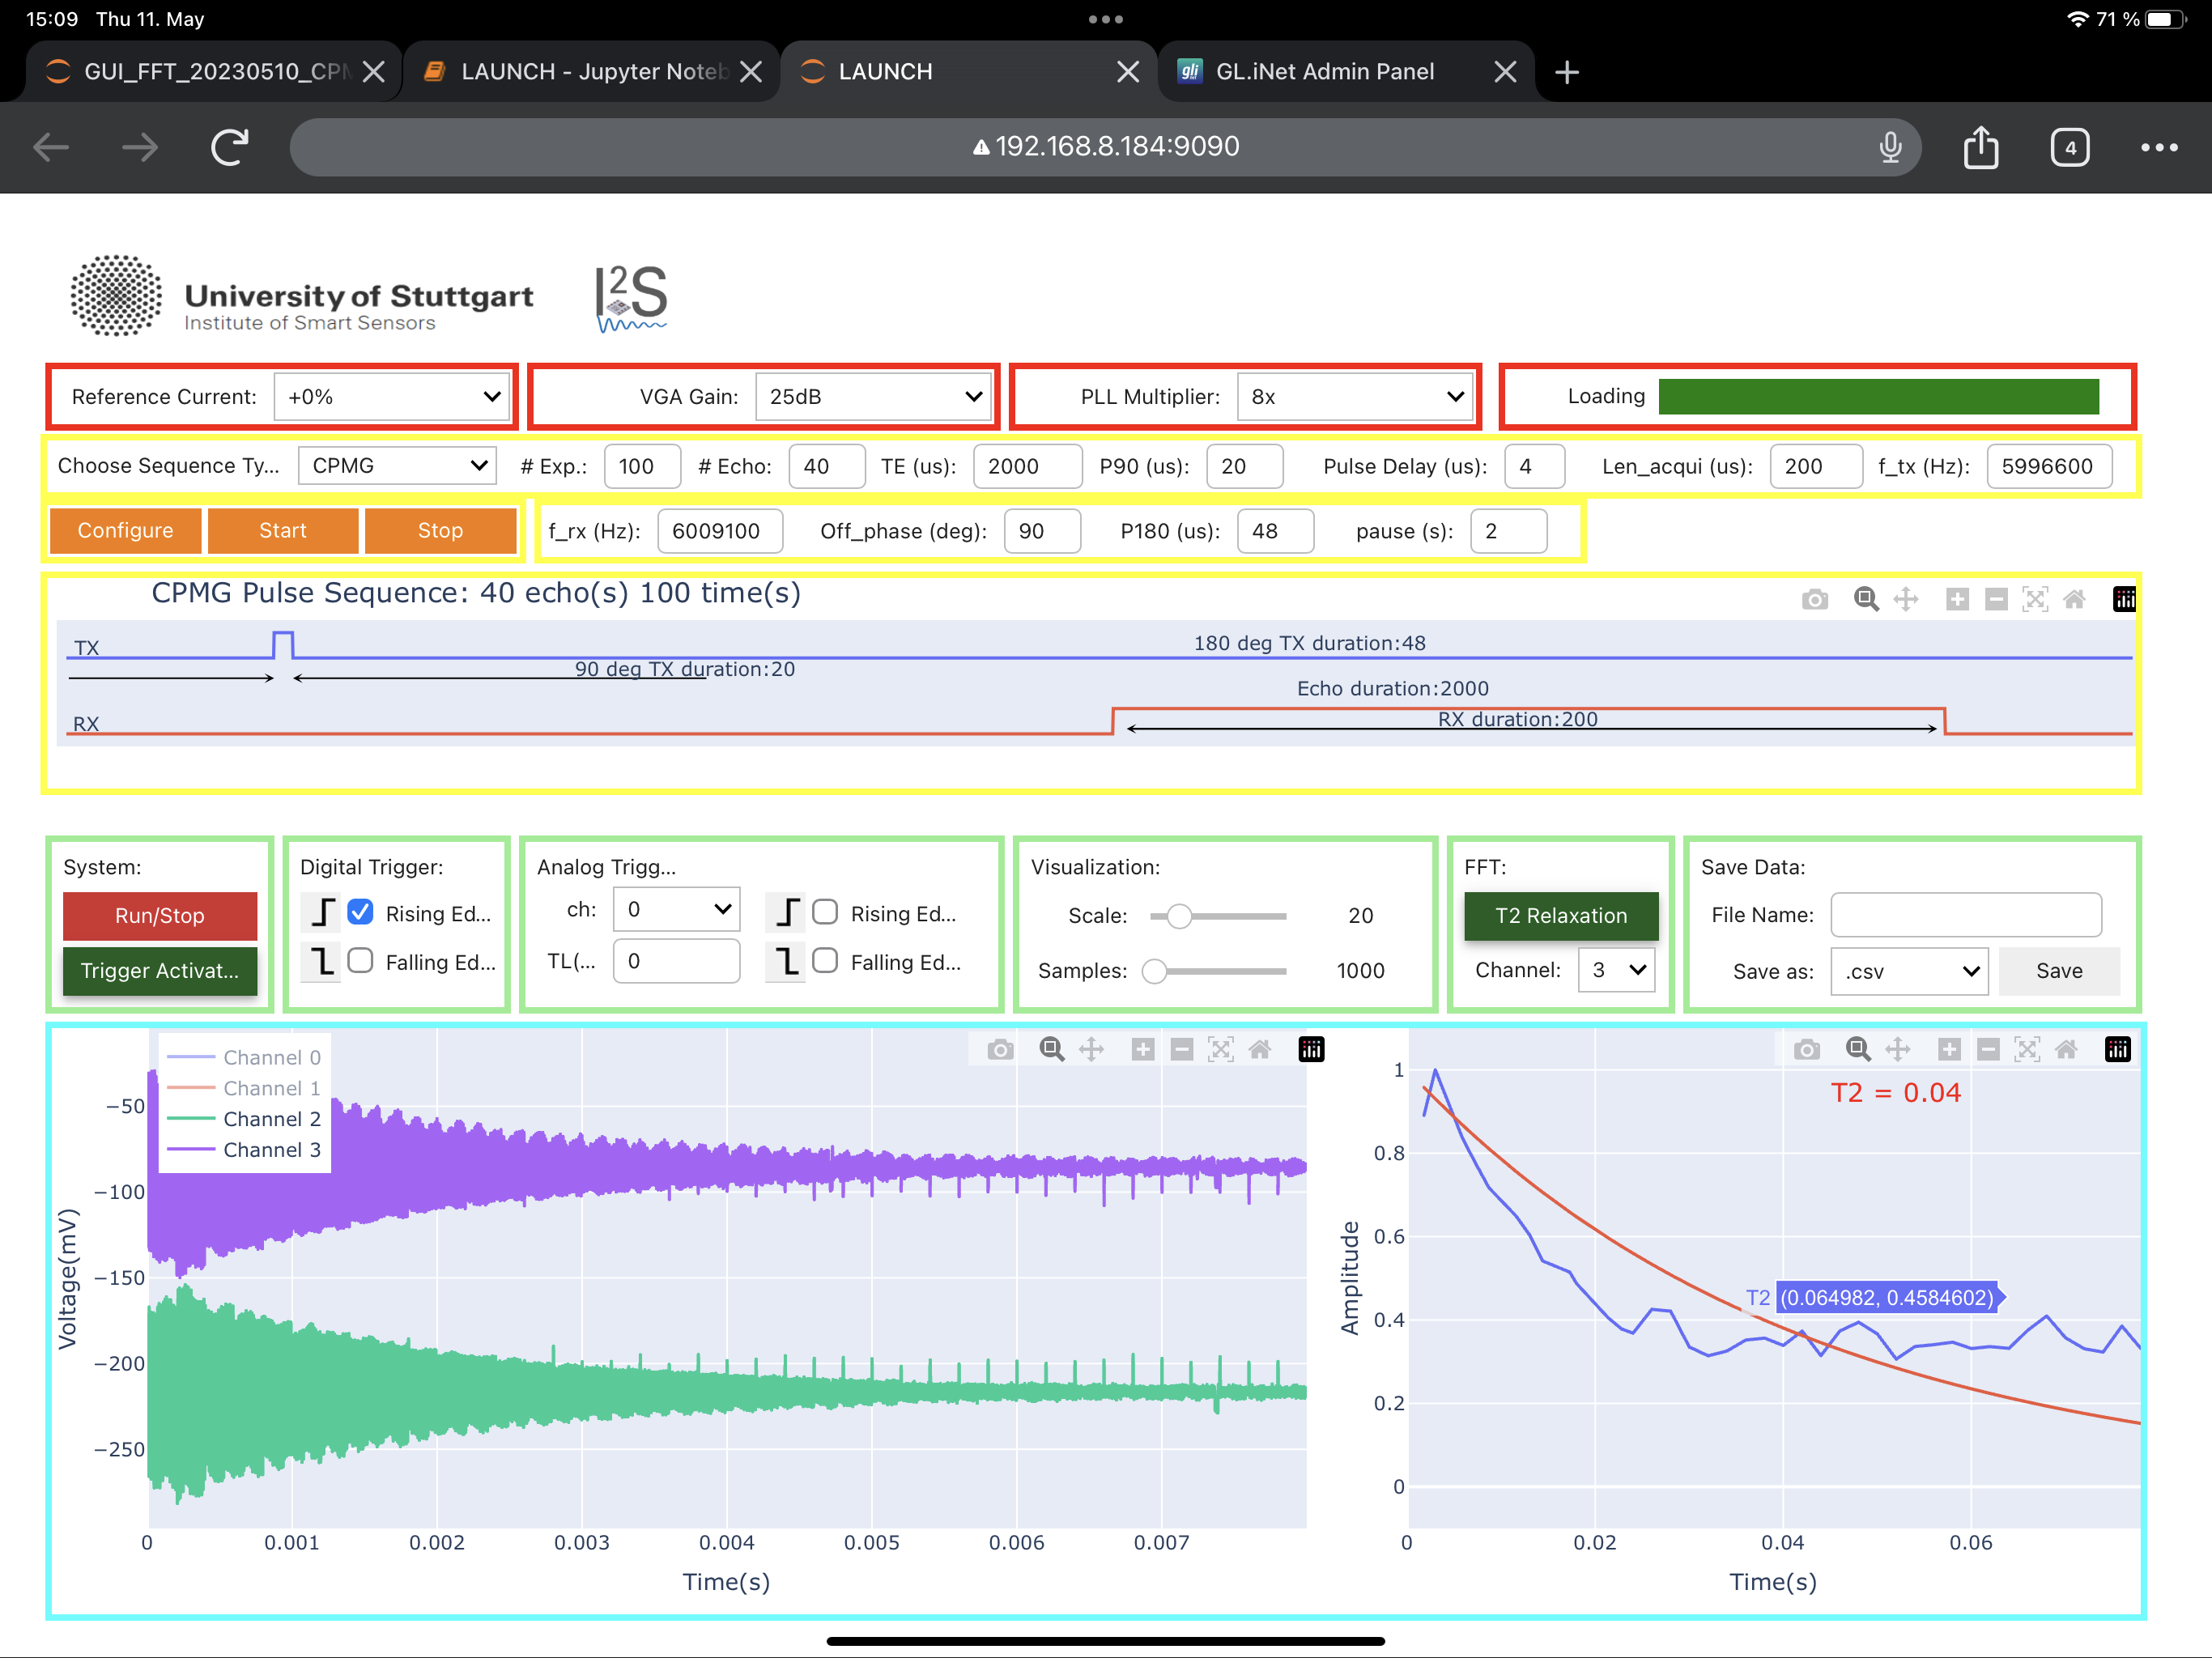 15:09 Thu 11. May 71 %
GUI_FFT_20230510_CPM LAUNCH - Jupyter Noteb LAUNCH gli GL.iNet Admin Panel
192.168.8.184:9090 4
University of Stuttgart
Institute of Smart Sensors
I2S
Reference Current: +0% VGA Gain: 25dB PLL Multiplier: 8x Loading
Choose Sequence Ty... CPMG # Exp.: 100 # Echo: 40 TE (us): 2000 P90 (us): 20 Pulse Delay (us): 4 Len_acqui (us): 200 f_tx (Hz): 5996600
Configure Start Stop f_rx (Hz): 6009100 Off_phase (deg): 90 P180 (us): 48 pause (s): 2
CPMG Pulse Sequence: 40 echo(s) 100 time(s)
TX 180 deg TX duration:48
90 deg TX duration:20
Echo duration:2000
RX RX duration:200
System: Digital Trigger: Analog Trigg... Visualization: FFT: Save Data:
Run/Stop Rising Ed... ch: 0 Rising Ed... Scale: 20 T2 Relaxation File Name:
Trigger Activat... Falling Ed... TL(... 0 Falling Ed... Samples: 1000 Channel: 3 Save as: .csv Save
Channel 0
Channel 1
Channel 2
Channel 3
−50
−100
−150
−200
−250
Voltage(mV)
0 0.001 0.002 0.003 0.004 0.005 0.006 0.007
Time(s)
T2 = 0.04
1
0.8
0.6
0.4
0.2
0
Amplitude
T2 (0.064982, 0.4584602)
0 0.02 0.04 0.06
Time(s)